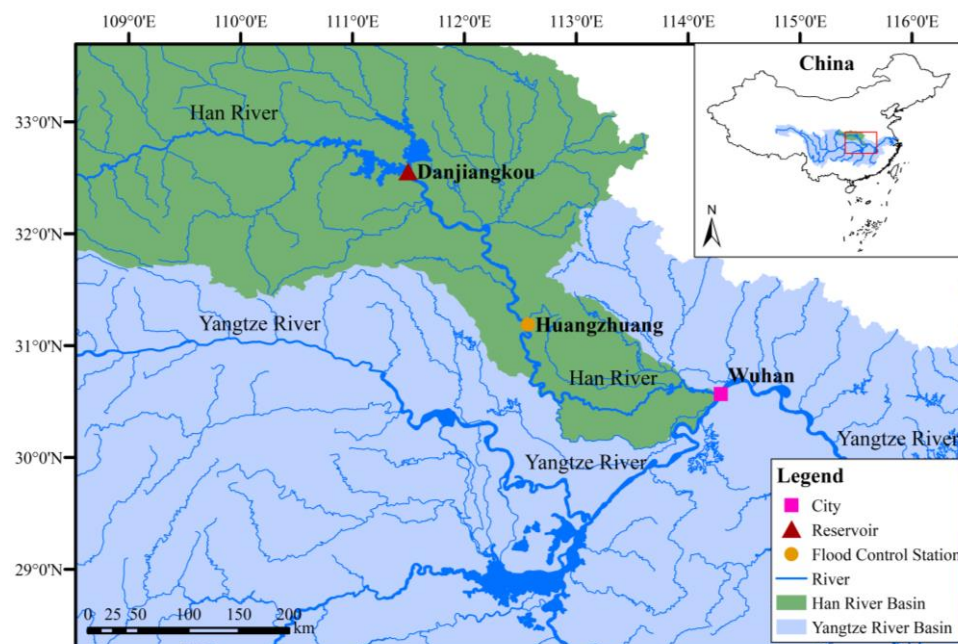 109°0'E 110°0'E 111°0'E 112°0'E 113°0'E 114°0'E 115°0'E 116°0'E
China
N
33°0'N
32°0'N
31°0'N
30°0'N
29°0'N
Han River
Danjiangkou
Yangtze River
Huangzhuang
Han River
Wuhan
Yangtze River
Yangtze River
Legend
City
Reservoir
Flood Control Station
River
Han River Basin
Yangtze River Basin
0 25 50 100 150 200
km